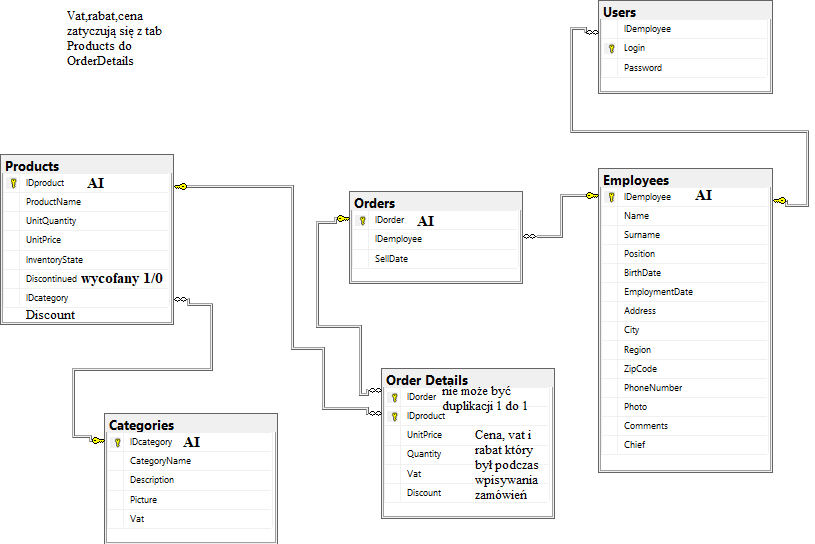 Vat,rabat,cena
zatyczują się z tab
Products do
OrderDetails
Users
IDemployee
Login
Password
Products
IDproduct AI
ProductName
UnitQuantity
UnitPrice
InventoryState
Discontinued wycofany 1/0
IDcategory
Discount
Orders
IDorder AI
IDemployee
SellDate
Employees
IDemployee AI
Name
Surname
Position
BirthDate
EmploymentDate
Address
City
Region
ZipCode
PhoneNumber
Photo
Comments
Chief
Categories
IDcategory AI
CategoryName
Description
Picture
Vat
Order Details
IDorder nie może być
duplikacji 1 do 1
IDproduct
UnitPrice Cena, vat i
Quantity rabat który
był podczas
Vat wpisywania
Discount zamówień